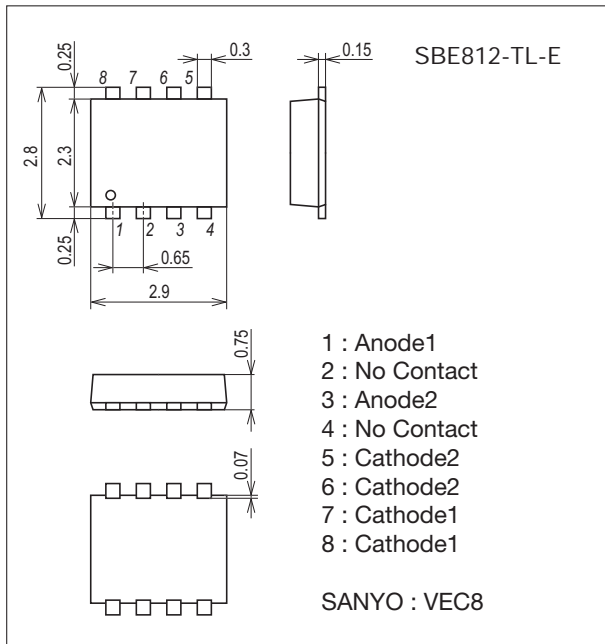 SBE812-TL-E
0.25
0.3
0.15
8 7 6 5
2.8
2.3
0.25
1 2 3 4
0.65
2.9
0.75
0.07
1 : Anode1
2 : No Contact
3 : Anode2
4 : No Contact
5 : Cathode2
6 : Cathode2
7 : Cathode1
8 : Cathode1
SANYO : VEC8